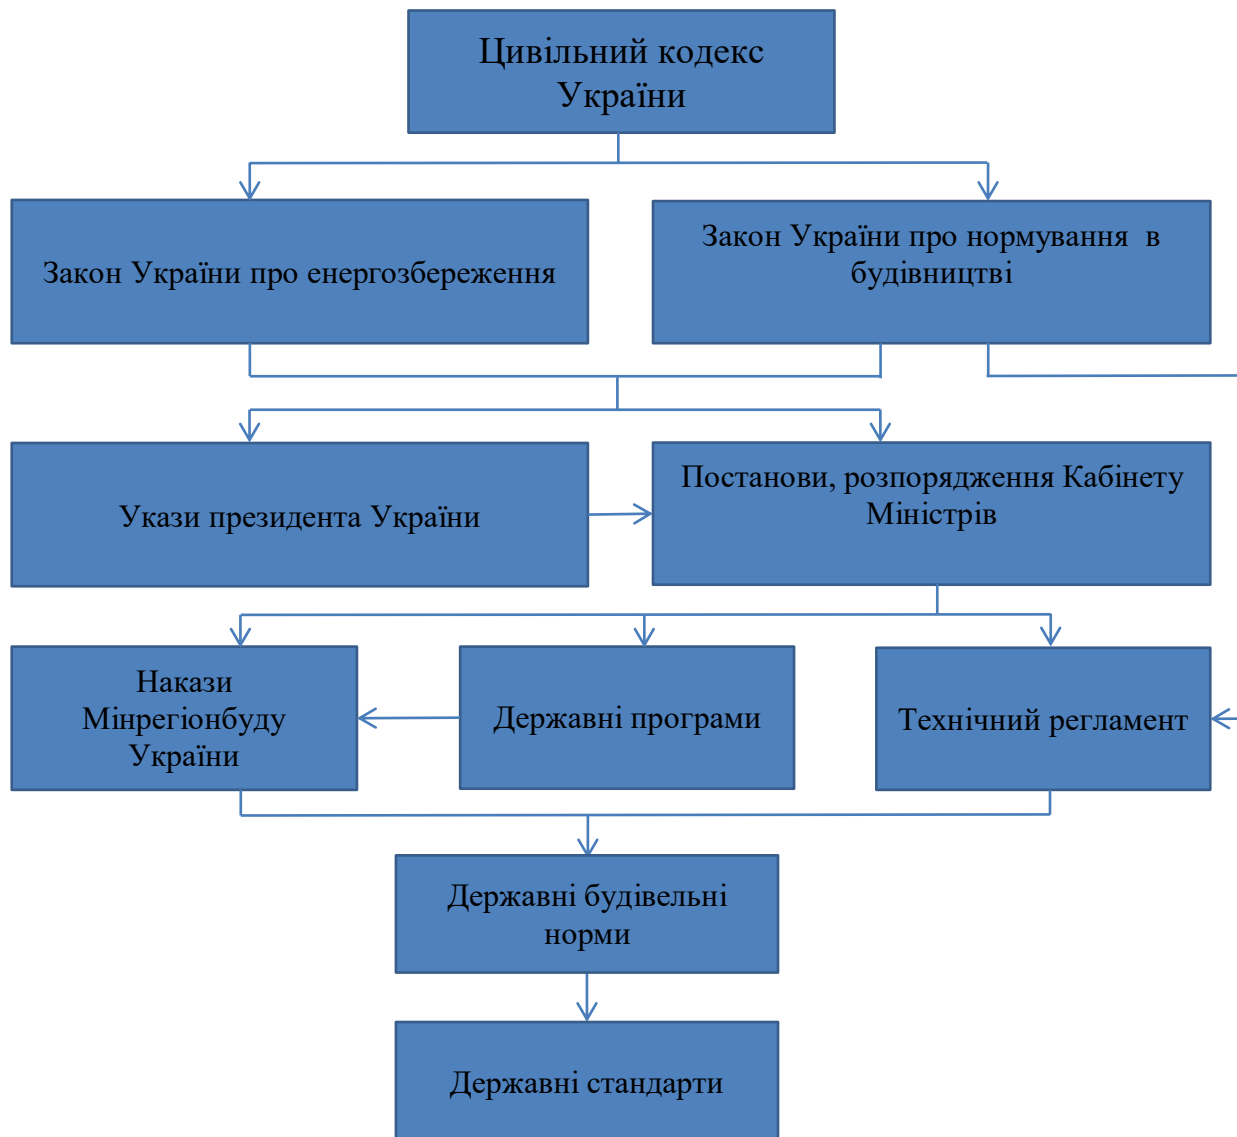 Цивільний кодекс
України
Закон України про енергозбереження
Закон України про нормування в
будівництві
Укази президента України
Постанови, розпорядження Кабінету
Міністрів
Накази
Мінрегіонбуду
України
Державні програми
Технічний регламент
Державні будівельні
норми
Державні стандарти